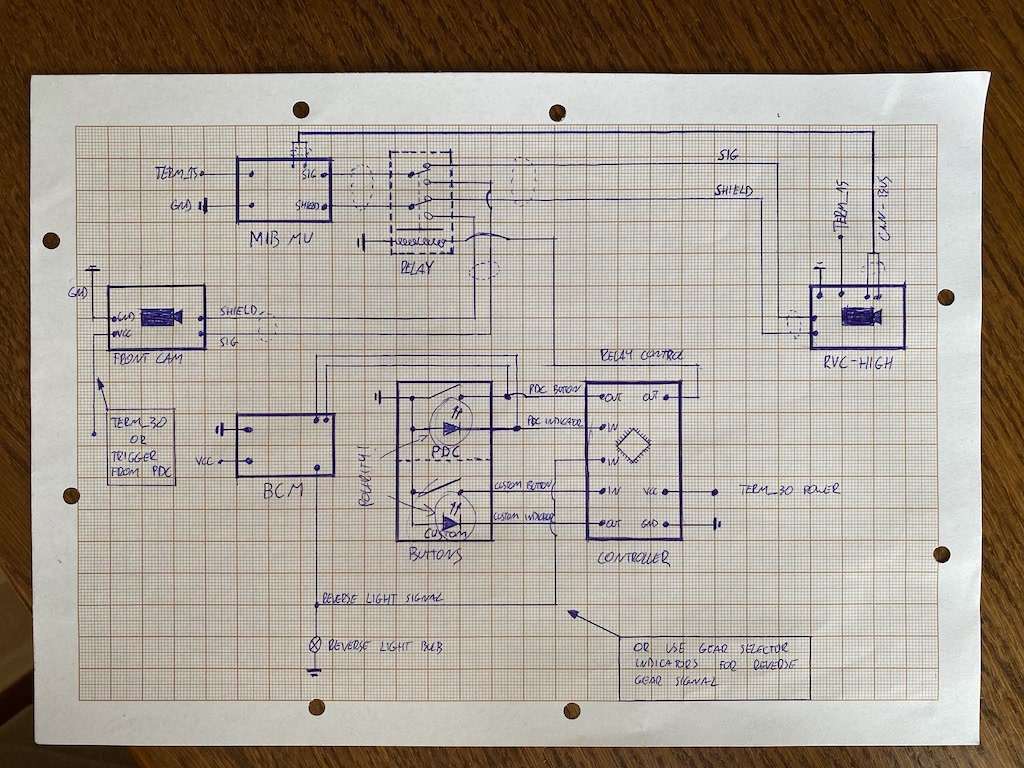 TERM_15
GND
SIG
SHIELD
MIB MU
RELAY
SIG
SHIELD
TERM_15
CAN-BUS
RVC-HIGH
GND
GND
VCC
SHIELD
SIG
FRONT CAM
TERM_30
OR
TRIGGER
FROM PDC
VCC
BCM
POLARITY!
PDC
CUSTOM
BUTTONS
PDC BUTTON
PDC INDICATOR
CUSTOM BUTTON
CUSTOM INDICATOR
RELAY CONTROL
OUT
OUT
IN
IN
IN
VCC
OUT
GND
TERM_30 POWER
CONTROLLER
REVERSE LIGHT SIGNAL
REVERSE LIGHT BULB
OR USE GEAR SELECTOR
INDICATORS FOR REVERSE
GEAR SIGNAL